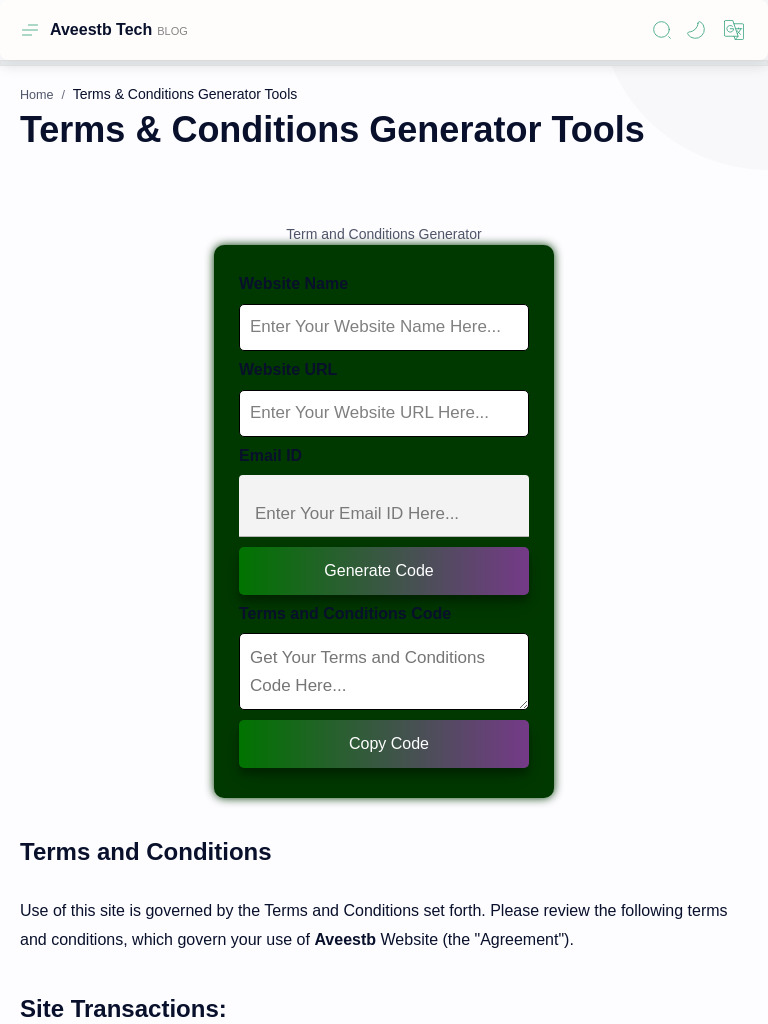 Aveestb Tech BLOG
Home / Terms & Conditions Generator Tools
Terms & Conditions Generator Tools
Term and Conditions Generator
Website Name
Enter Your Website Name Here...
Website URL
Enter Your Website URL Here...
Email ID
Enter Your Email ID Here...
Generate Code
Terms and Conditions Code
Get Your Terms and Conditions
Code Here...
Copy Code
Terms and Conditions
Use of this site is governed by the Terms and Conditions set forth. Please review the following terms
and conditions, which govern your use of Aveestb Website (the "Agreement").
Site Transactions: